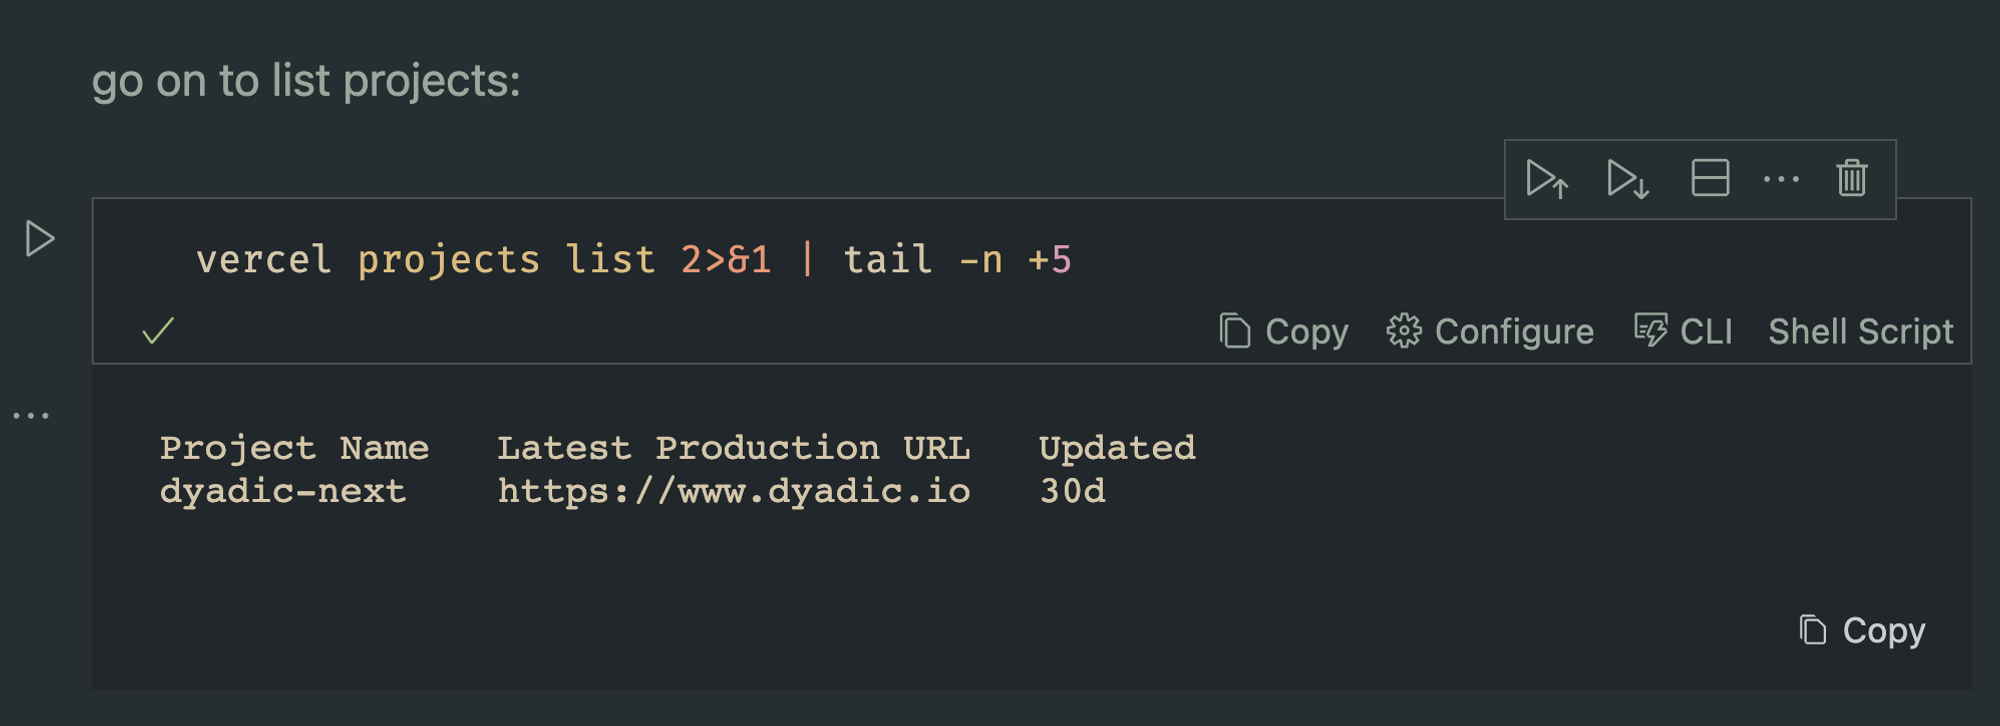 go on to list projects:
vercel projects list 2>&1 | tail -n +5
Copy Configure CLI Shell Script
Project Name Latest Production URL Updated
dyadic-next https://www.dyadic.io 30d
Copy